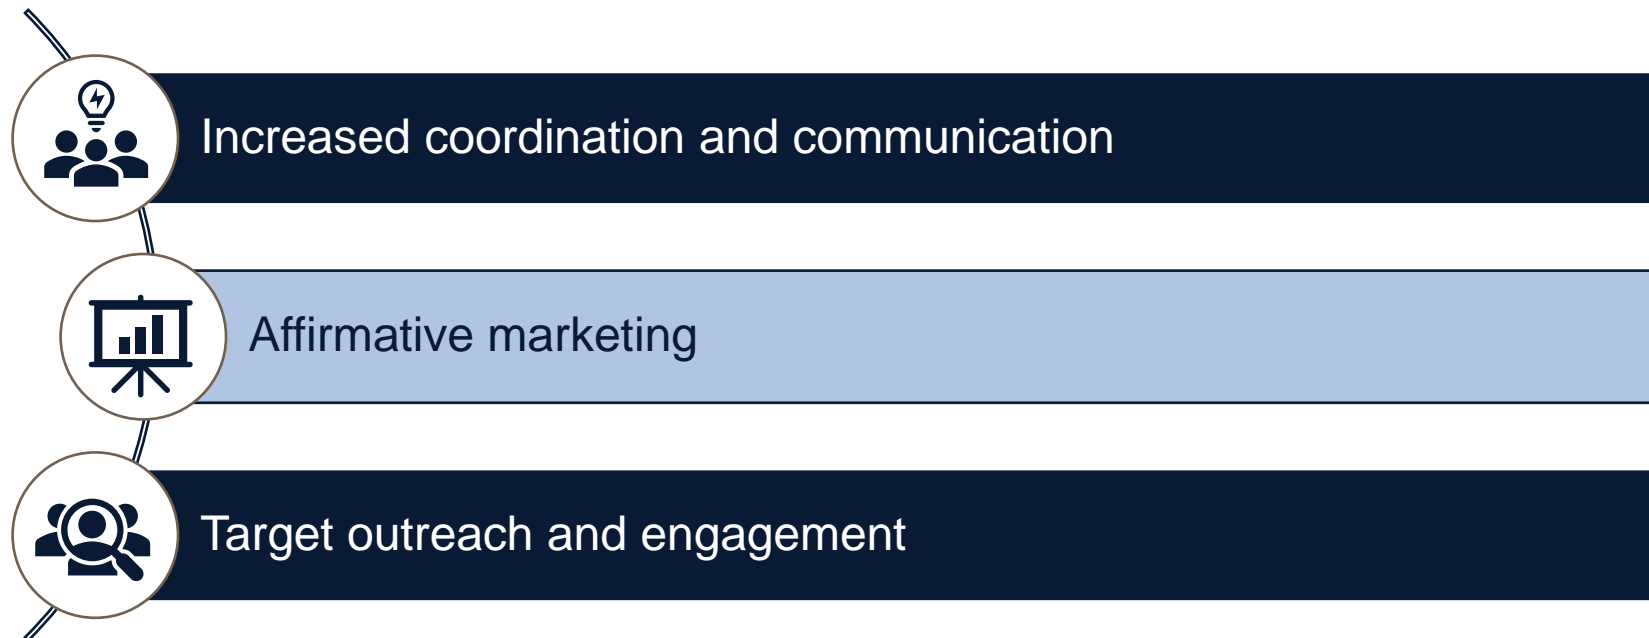 Increased coordination and communication
Affirmative marketing
Target outreach and engagement